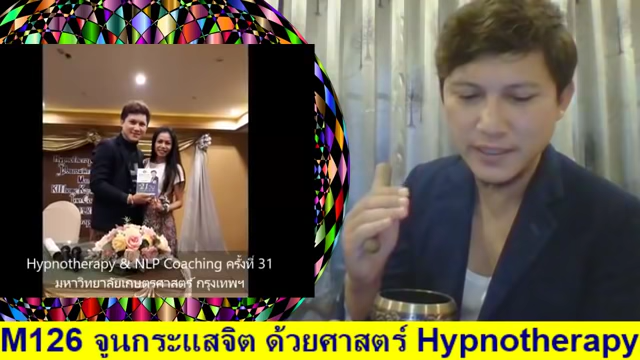 Hypnotherapy & NLP Coaching ครั้งที่ 31
มหาวิทยาลัยเกษตรศาสตร์ กรุงเทพฯ
M126 จูนกระแสจิต ด้วยศาสตร์ Hypnotherapy